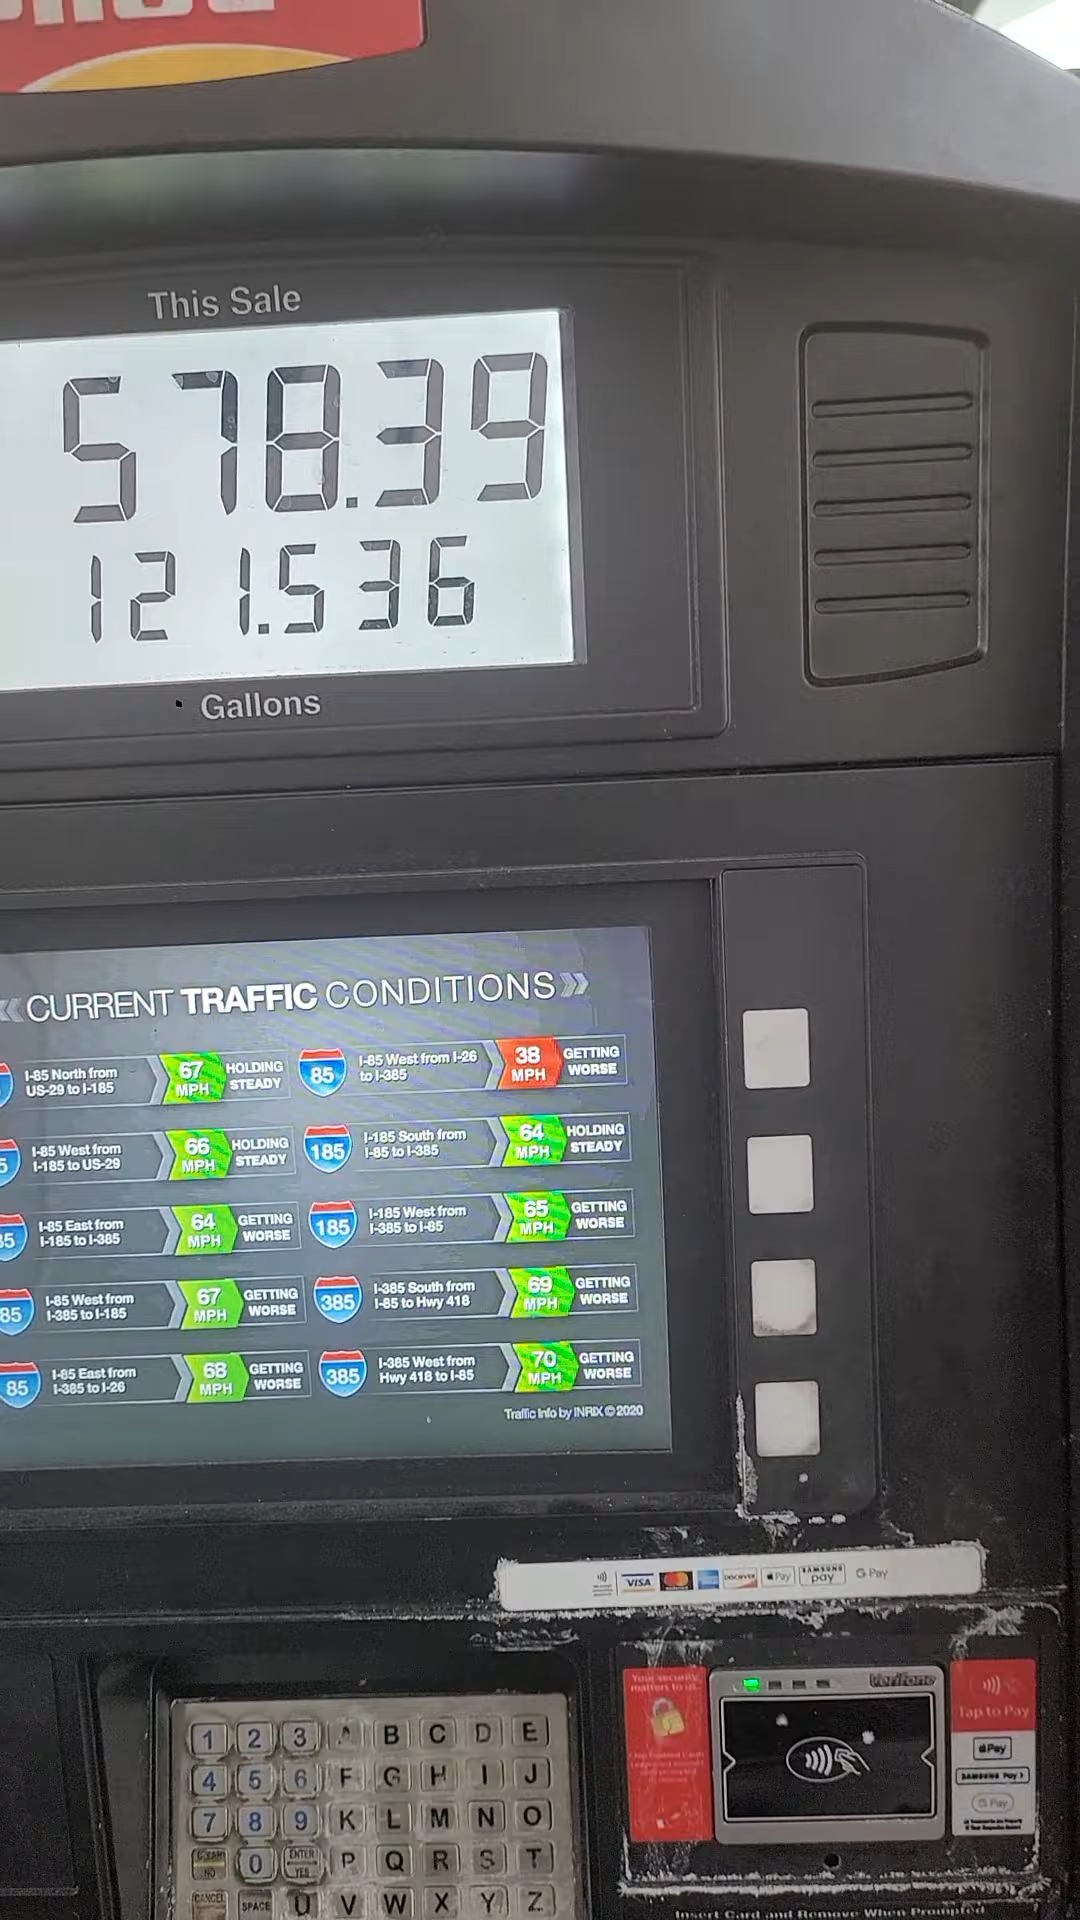 This Sale
578.39
121.536
Gallons
CURRENT TRAFFIC CONDITIONS
I-85 North from
US-29 to I-185
67
MPH
HOLDING
STEADY
85
I-85 West from I-26
to I-385
38
MPH
GETTING
WORSE
I-85 West from
I-185 to US-29
66
MPH
HOLDING
STEADY
185
I-185 South from
I-85 to I-385
64
MPH
HOLDING
STEADY
I-85 East from
I-185 to I-385
64
MPH
GETTING
WORSE
185
I-185 West from
I-385 to I-85
65
MPH
GETTING
WORSE
85
I-85 West from
I-385 to I-185
67
MPH
GETTING
WORSE
385
I-385 South from
I-85 to Hwy 418
69
MPH
GETTING
WORSE
85
I-85 East from
I-385 to I-26
68
MPH
GETTING
WORSE
385
I-385 West from
Hwy 418 to I-85
70
MPH
GETTING
WORSE
Traffic Info by INRIX © 2020
VISA DISCOVER Pay SAMSUNG pay G Pay
Your security
matters to us
Verifone
Tap to Pay
Pay
SAMSUNG Pay
G Pay
1 2 3 A B C D E
4 5 6 F G H I J
7 8 9 K L M N O
CLEAR NO 0 ENTER YES P Q R S T
CANCEL SPACE U V W X Y Z
Insert Card and Remove When Prompted